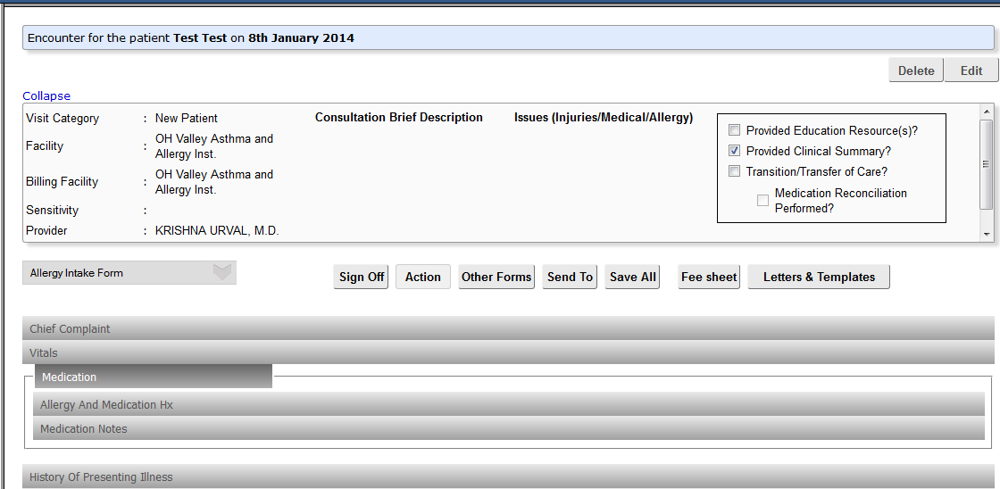 Encounter for the patient Test Test on 8th January 2014
Delete Edit
Collapse
Visit Category : New Patient
Facility : OH Valley Asthma and
Allergy Inst.
Billing Facility : OH Valley Asthma and
Allergy Inst.
Sensitivity :
Provider : KRISHNA URVAL, M.D.
Consultation Brief Description
Issues (Injuries/Medical/Allergy)
Provided Education Resource(s)?
Provided Clinical Summary?
Transition/Transfer of Care?
Medication Reconciliation
Performed?
Allergy Intake Form
Sign Off Action Other Forms Send To Save All Fee sheet Letters & Templates
Chief Complaint
Vitals
Medication
Allergy And Medication Hx
Medication Notes
History Of Presenting Illness